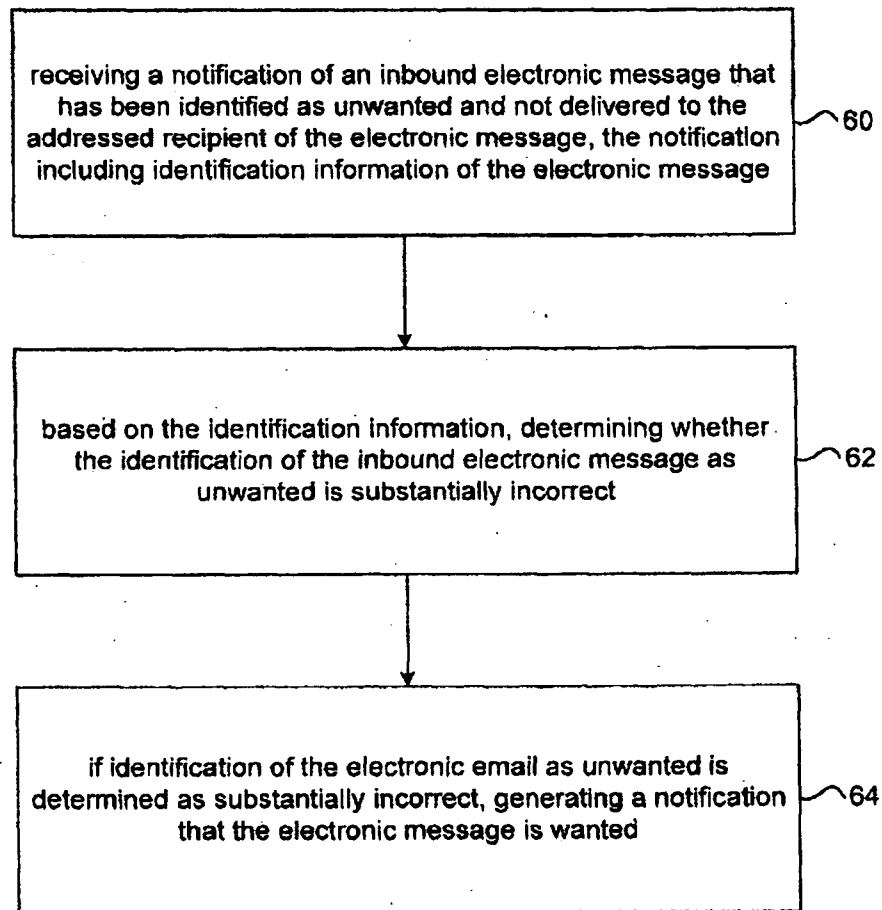 receiving a notification of an inbound electronic message that
has been identified as unwanted and not delivered to the
addressed recipient of the electronic message, the notification
including identification information of the electronic message
60
based on the identification information, determining whether
the identification of the inbound electronic message as
unwanted is substantially incorrect
62
if identification of the electronic email as unwanted is
determined as substantially incorrect, generating a notification
that the electronic message is wanted
64